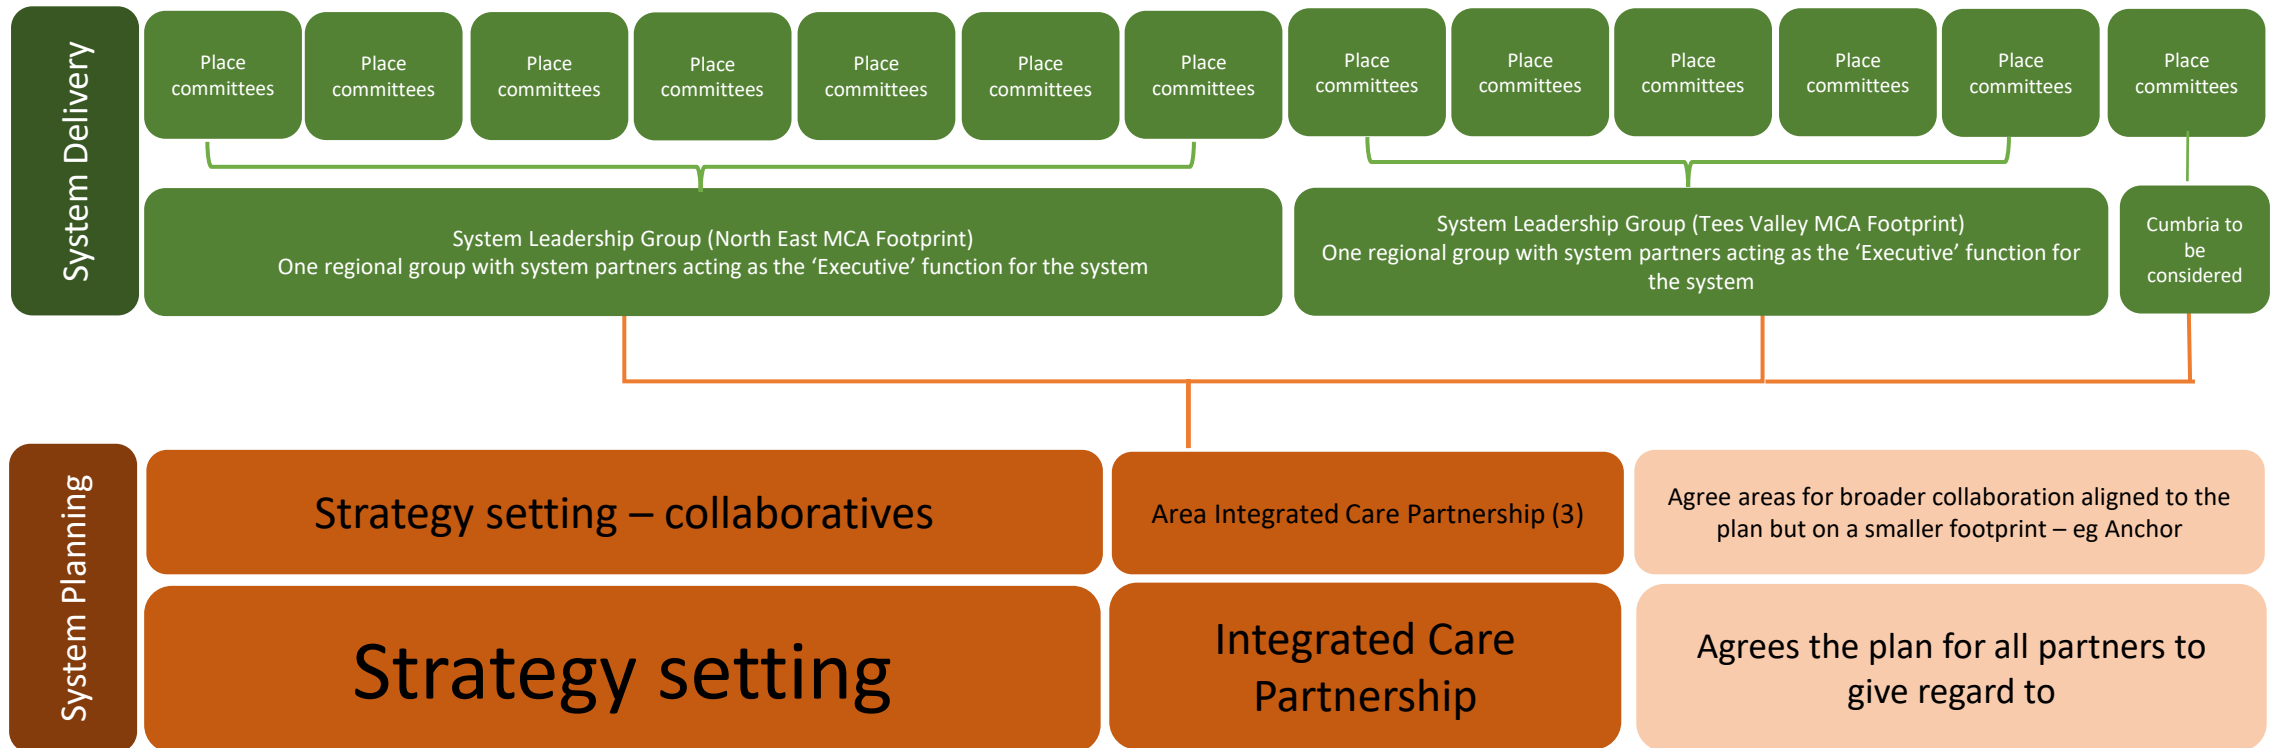 System Delivery
Place
committees
Place
committees
Place
committees
Place
committees
Place
committees
Place
committees
Place
committees
Place
committees
Place
committees
Place
committees
Place
committees
Place
committees
Place
committees
System Leadership Group (North East MCA Footprint)
One regional group with system partners acting as the ‘Executive’ function for the system
System Leadership Group (Tees Valley MCA Footprint)
One regional group with system partners acting as the ‘Executive’ function for
the system
Cumbria to
be
considered
System Planning
Strategy setting – collaboratives
Area Integrated Care Partnership (3)
Agree areas for broader collaboration aligned to the
plan but on a smaller footprint – eg Anchor
Strategy setting
Integrated Care
Partnership
Agrees the plan for all partners to
give regard to